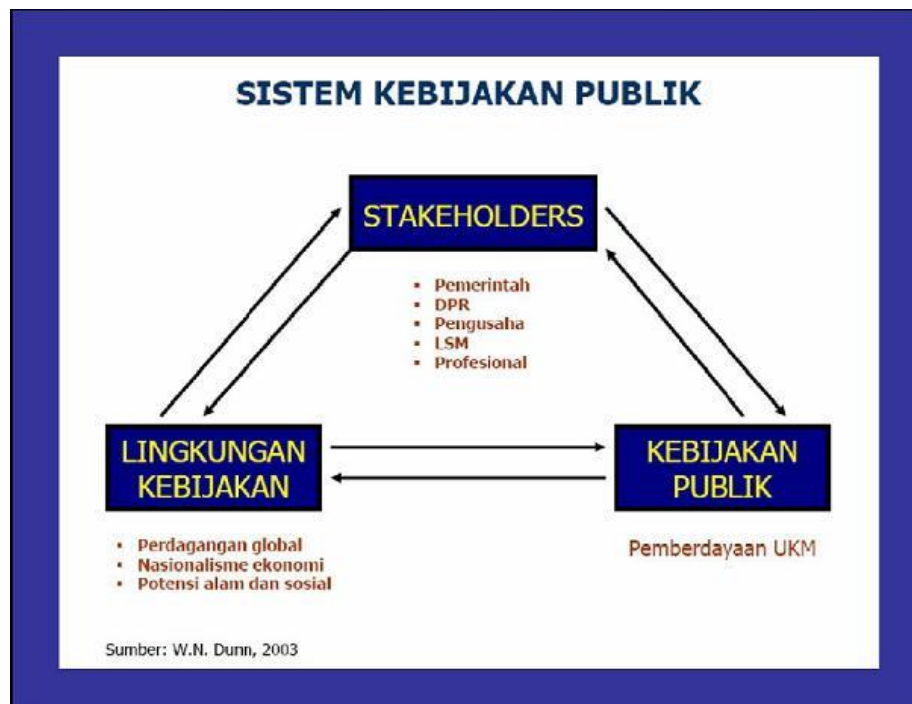 SISTEM KEBIJAKAN PUBLIK
STAKEHOLDERS
▪ Pemerintah
▪ DPR
▪ Pengusaha
▪ LSM
▪ Profesional
LINGKUNGAN
KEBIJAKAN
▪ Perdagangan global
▪ Nasionalisme ekonomi
▪ Potensi alam dan sosial
KEBIJAKAN
PUBLIK
Pemberdayaan UKM
Sumber: W.N. Dunn, 2003